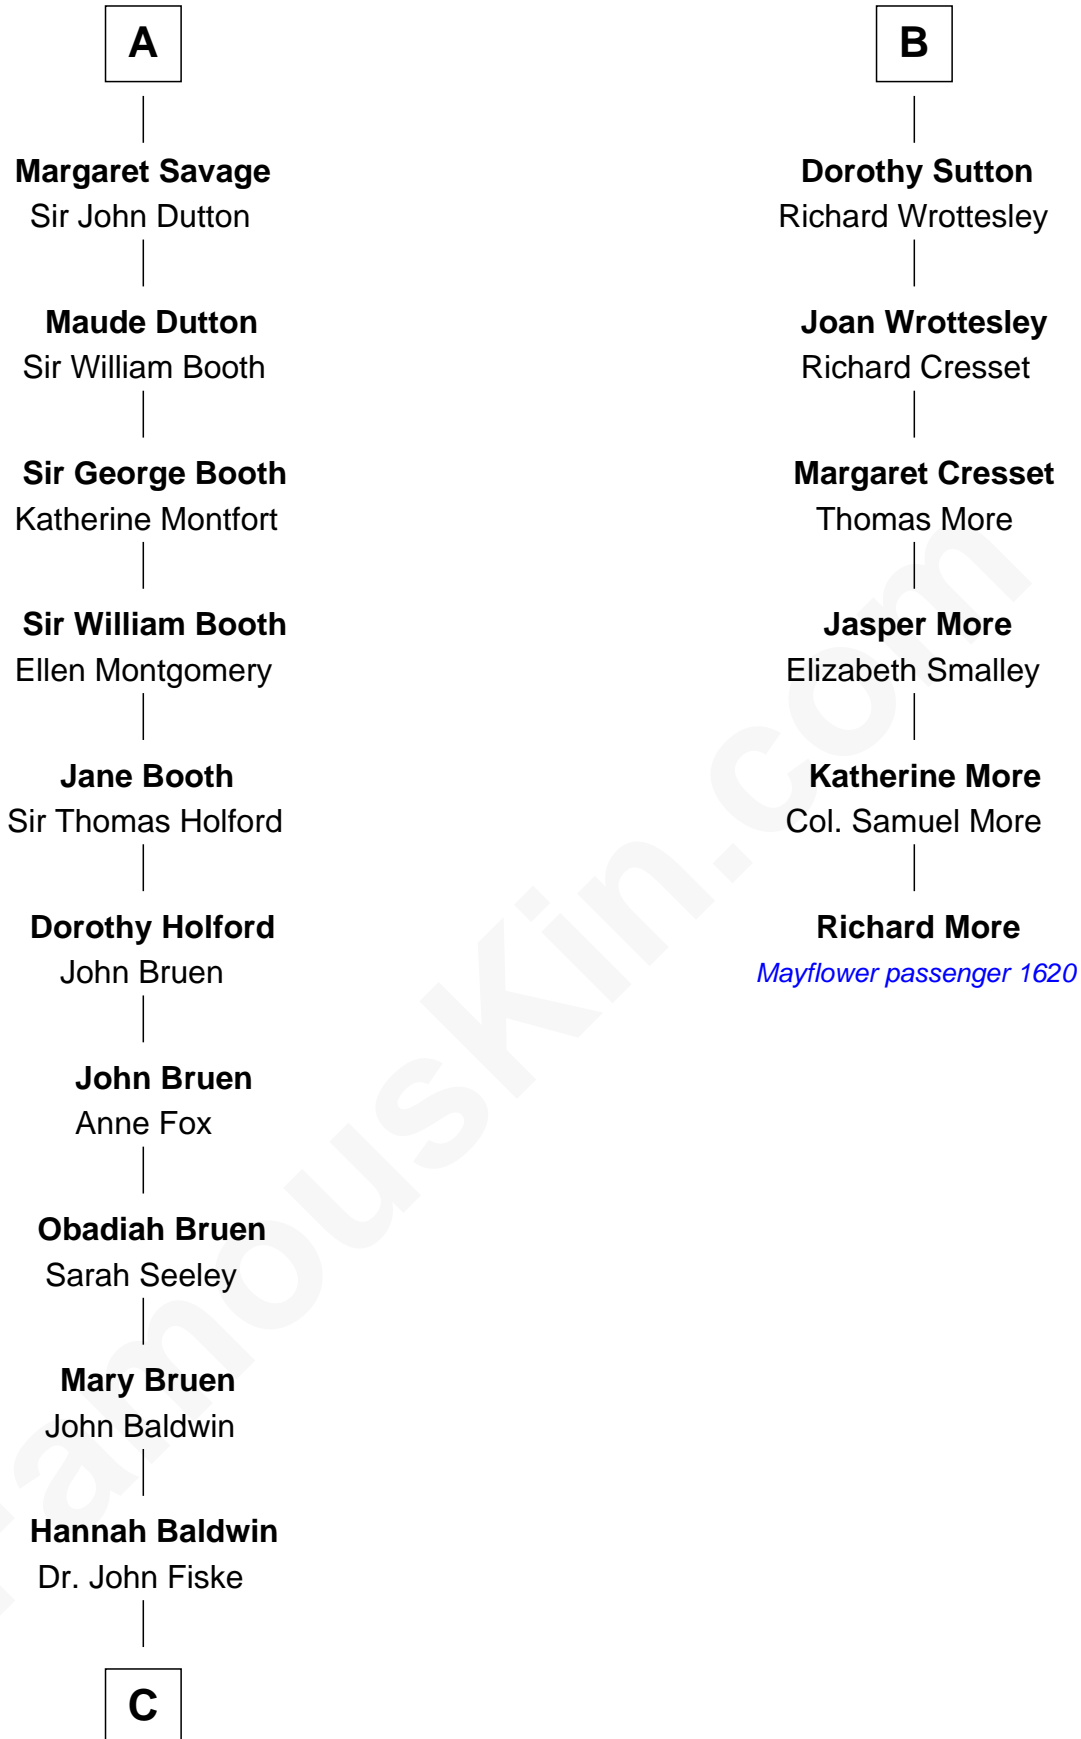 A
Margaret Savage
Sir John Dutton
Maude Dutton
Sir William Booth
Sir George Booth
Katherine Montfort
Sir William Booth
Ellen Montgomery
Jane Booth
Sir Thomas Holford
Dorothy Holford
John Bruen
John Bruen
Anne Fox
Obadiah Bruen
Sarah Seeley
Mary Bruen
John Baldwin
Hannah Baldwin
Dr. John Fiske
C
B
Dorothy Sutton
Richard Wrottesley
Joan Wrottesley
Richard Cresset
Margaret Cresset
Thomas More
Jasper More
Elizabeth Smalley
Katherine More
Col. Samuel More
Richard More
Mayflower passenger 1620
FamousKin.com